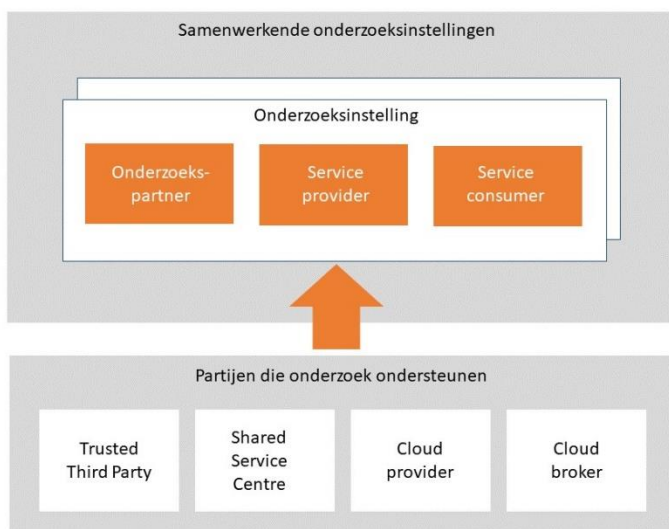 Samenwerkende onderzoeksinstellingen
Onderzoeksinstelling
Onderzoeks-
partner
Service
provider
Service
consumer
Partijen die onderzoek ondersteunen
Trusted
Third Party
Shared
Service
Centre
Cloud
provider
Cloud
broker